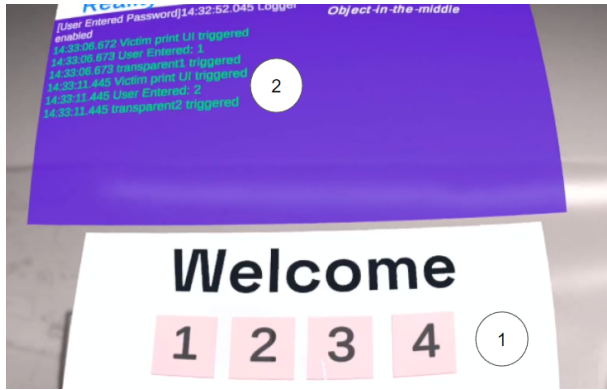 Object-in-the-middle
[User Entered Password]14:32:52.045 Logger
enabled
14:33:06.672 Victim print UI triggered
14:33:06.673 User Entered: 1
14:33:06.673 transparent1 triggered
14:33:11.445 Victim print UI triggered
14:33:11.445 User Entered: 2
14:33:11.445 transparent2 triggered
2
Welcome
1 2 3 4 1